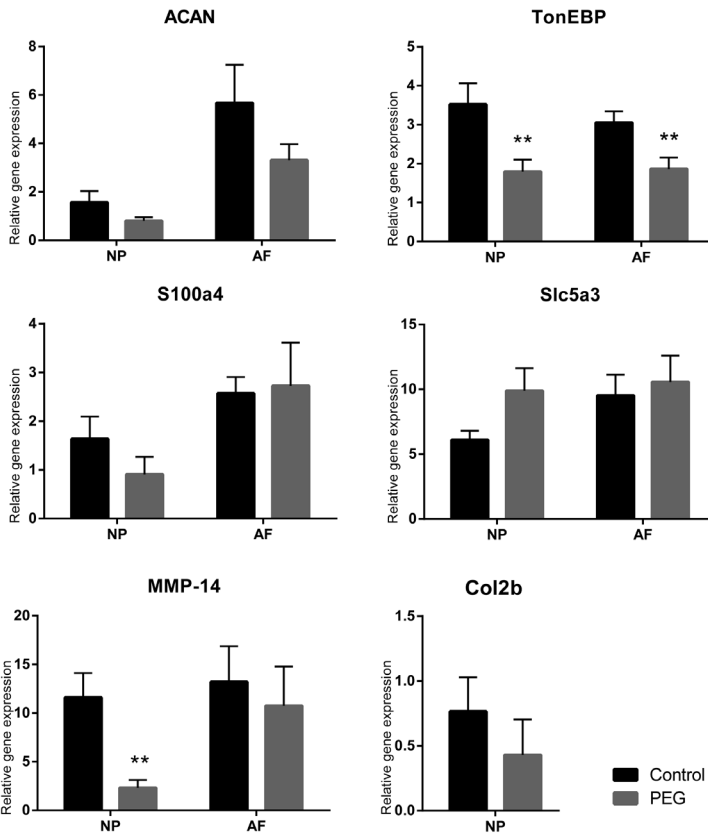 ACAN
Relative gene expression
8
6
4
2
0
NP AF
TonEBP
Relative gene expression
5
4
3
2
1
0
**
**
NP AF
S100a4
Relative gene expression
4
3
2
1
0
NP AF
Slc5a3
Relative gene expression
15
10
5
0
NP AF
MMP-14
Relative gene expression
20
15
10
5
0
**
NP AF
Col2b
Relative gene expression
1.5
1.0
0.5
0.0
NP
Control
PEG